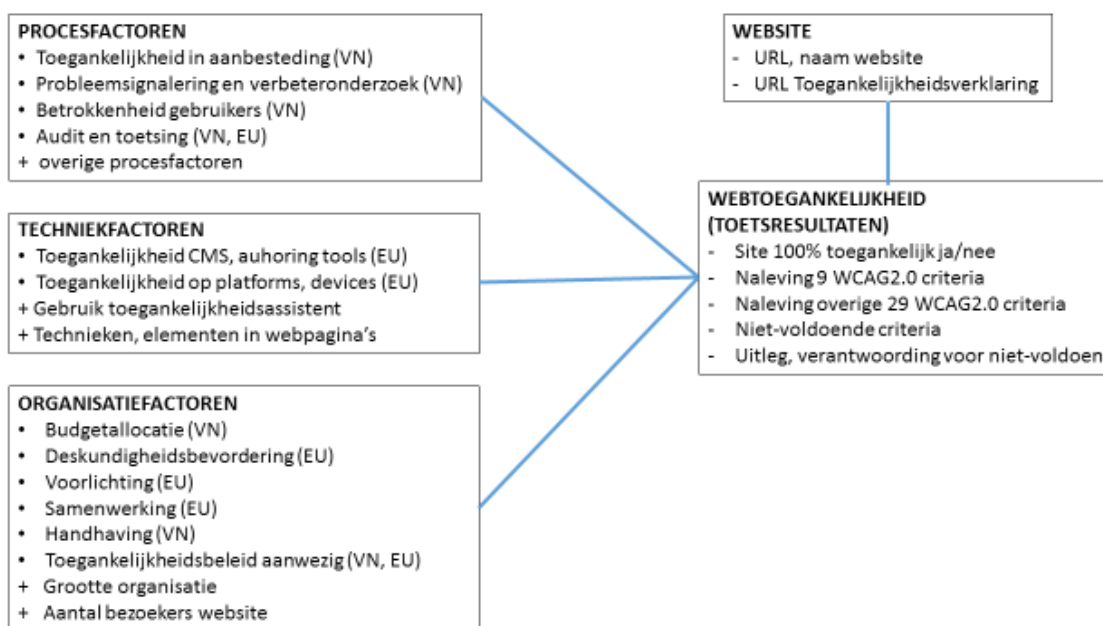 PROCESFACTOREN
• Toegankelijkheid in aanbesteding (VN)
• Probleemsignalering en verbeteronderzoek (VN)
• Betrokkenheid gebruikers (VN)
• Audit en toetsing (VN, EU)
+ overige procesfactoren
TECHNIEKFACTOREN
• Toegankelijkheid CMS, auhoring tools (EU)
• Toegankelijkheid op platforms, devices (EU)
+ Gebruik toegankelijkheidsassistent
+ Technieken, elementen in webpagina's
ORGANISATIEFACTOREN
• Budgetallocatie (VN)
• Deskundigheidsbevordering (EU)
• Voorlichting (EU)
• Samenwerking (EU)
• Handhaving (VN)
• Toegankelijkheidsbeleid aanwezig (VN, EU)
+ Grootte organisatie
+ Aantal bezoekers website
WEBSITE
- URL, naam website
- URL Toegankelijkheidsverklaring
WEBTOEGANKELIJKHEID
(TOETSRESULTATEN)
- Site 100% toegankelijk ja/nee
- Naleving 9 WCAG2.0 criteria
- Naleving overige 29 WCAG2.0 criteria
- Niet-voldoende criteria
- Uitleg, verantwoording voor niet-voldoen